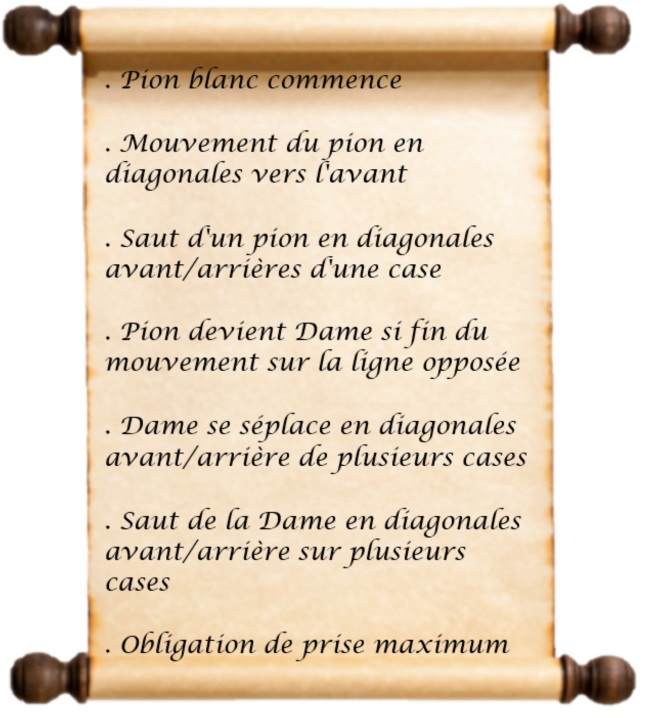 . Pion blanc commence
. Mouvement du pion en
diagonales vers l'avant
. Saut d'un pion en diagonales
avant/arrières d'une case
. Pion devient Dame si fin du
mouvement sur la ligne opposée
. Dame se séplace en diagonales
avant/arrière de plusieurs cases
. Saut de la Dame en diagonales
avant/arrière sur plusieurs
cases
. Obligation de prise maximum